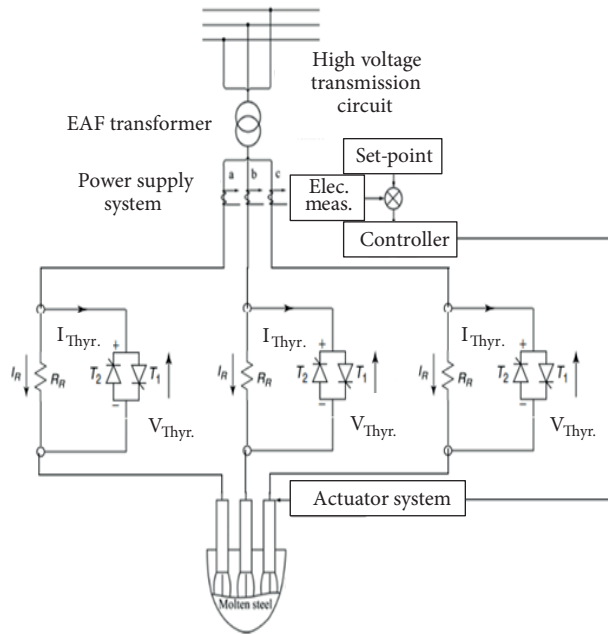 High voltage
transmission
circuit
EAF transformer
Set-point
a b c
Power supply
system
Elec.
meas.
Controller
I_Thyr. I_Thyr. I_Thyr.
+ + +
I_R R_R T_2 T_1 I_R R_R T_2 T_1 I_R R_R T_2 T_1
− − −
V_Thyr. V_Thyr. V_Thyr.
Actuator system
Molten steel